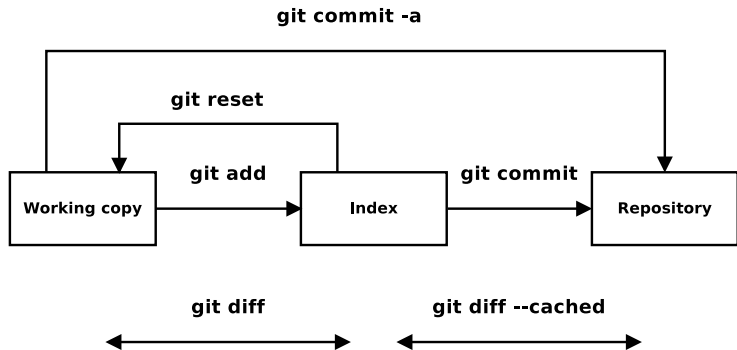 git commit -a
git reset
git add
git commit
Working copy
Index
Repository
git diff
git diff --cached